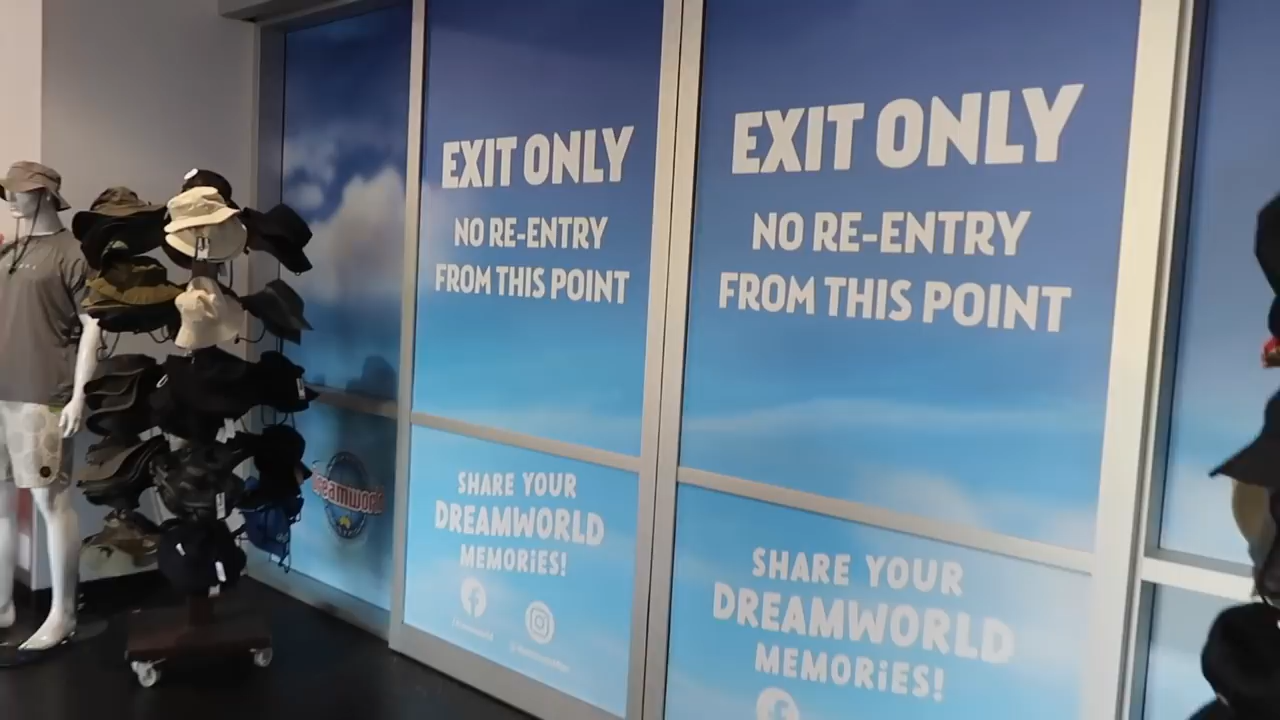 EXIT ONLY
NO RE-ENTRY
FROM THIS POINT
SHARE YOUR
DREAMWORLD
MEMORiES!
EXIT ONLY
NO RE-ENTRY
FROM THIS POINT
SHARE YOUR
DREAMWORLD
MEMORiES!
dreamworld